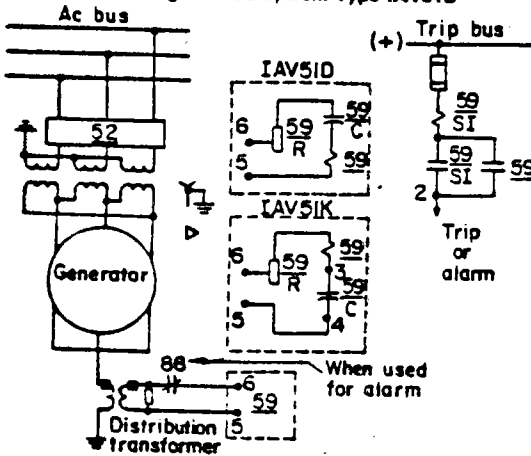 Ac bus
52
Generator
88
Distribution
transformer
6
59
5
When used
for alarm
IAV51D
6
5
59
R
59
C
59
IAV51K
6
5
59
R
59
3
59
C
4
(+)
Trip bus
59
SI
59
SI
59
2
Trip
or
alarm